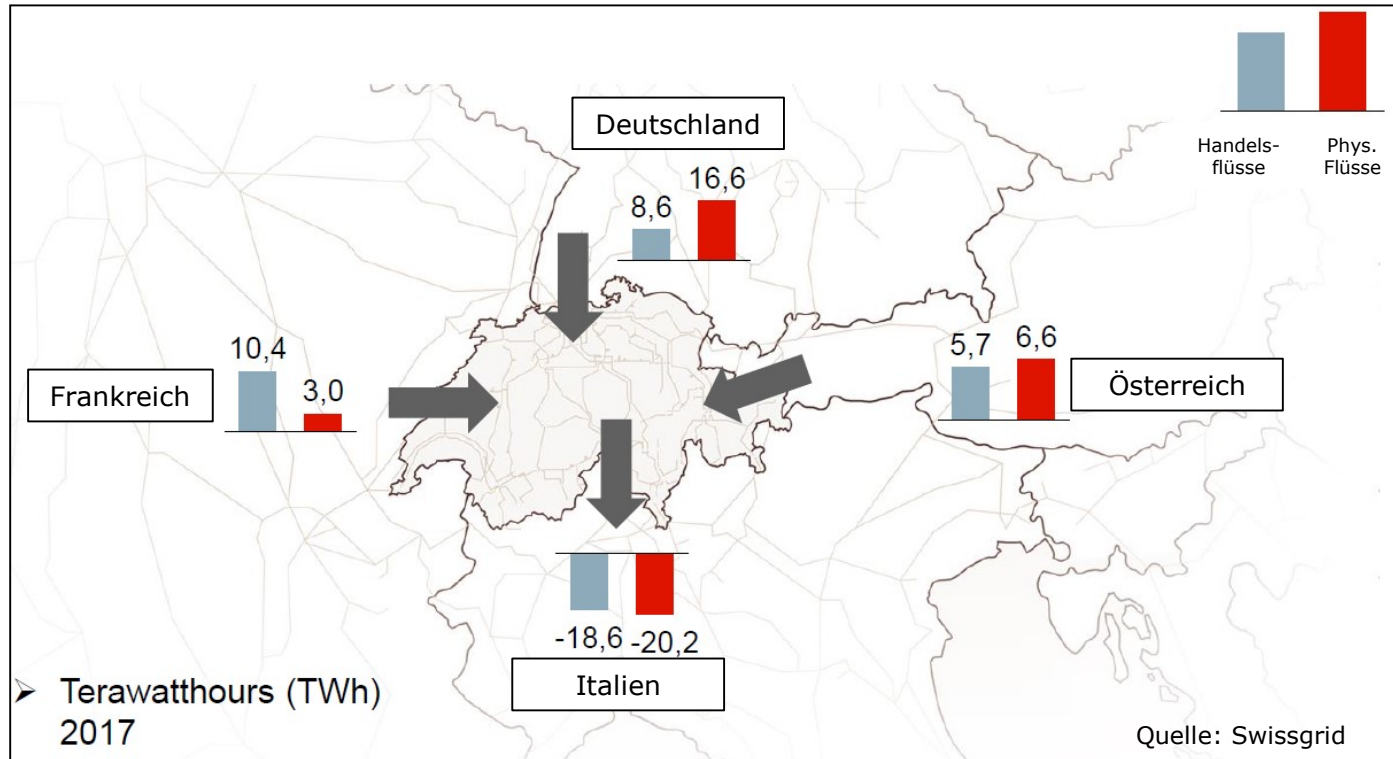 Deutschland
Handels-
flüsse
Phys.
Flüsse
8,6
16,6
10,4
3,0
Frankreich
5,7
6,6
Österreich
-18,6
-20,2
Italien
➢ Terawatthours (TWh)
2017
Quelle: Swissgrid